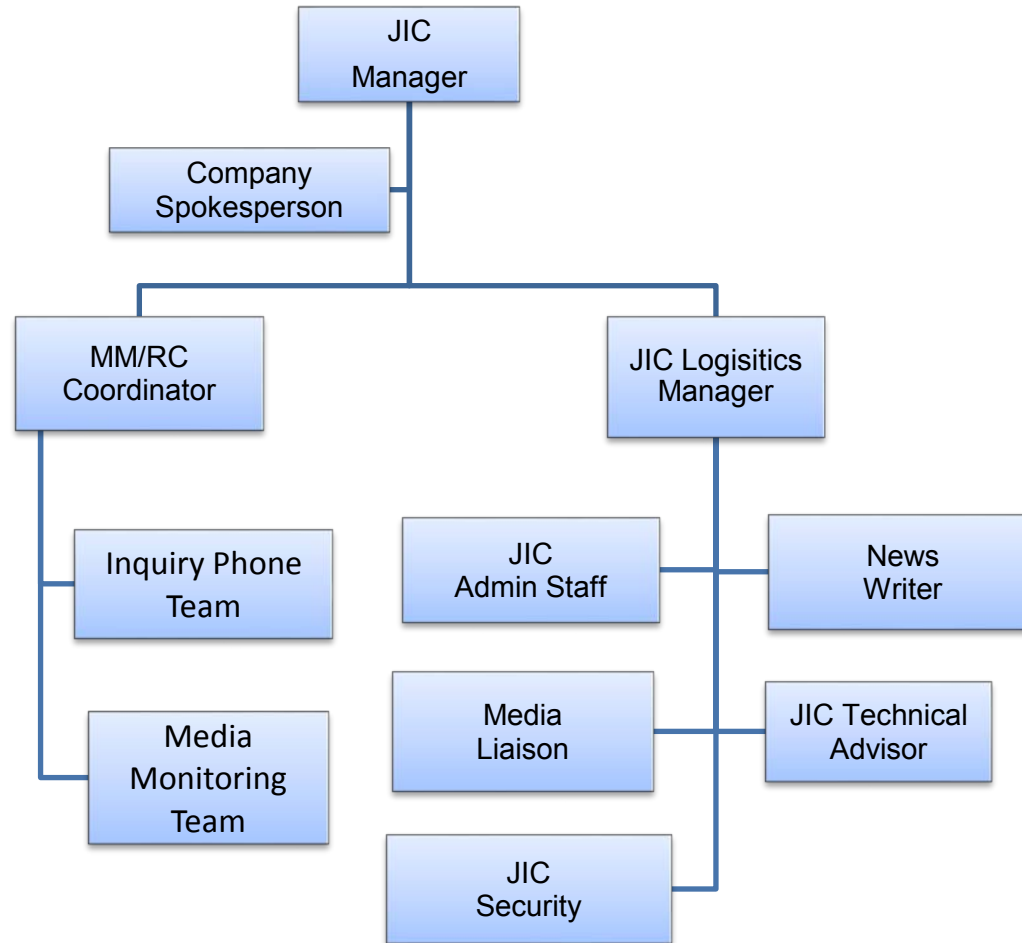 JIC
Manager
Company
Spokesperson
MM/RC
Coordinator
JIC Logisitics
Manager
Inquiry Phone
Team
Media
Monitoring
Team
JIC
Admin Staff
News
Writer
Media
Liaison
JIC Technical
Advisor
JIC
Security